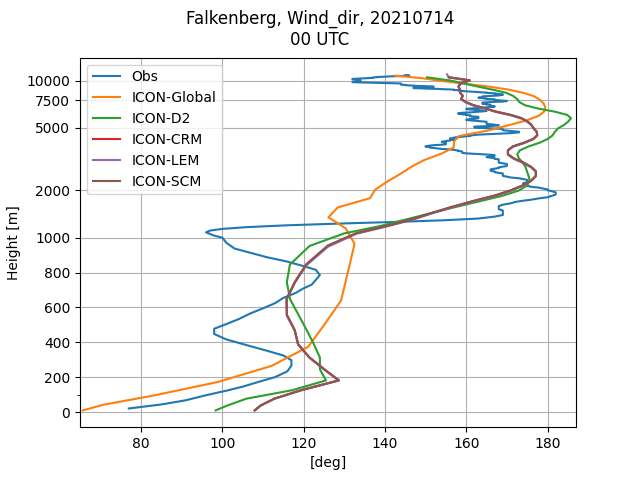 Falkenberg, Wind_dir, 20210714
00 UTC
Obs
ICON-Global
ICON-D2
ICON-CRM
ICON-LEM
ICON-SCM
Height [m]
10000
7500
5000
2000
1000
800
600
400
200
0
80
100
120
140
160
180
[deg]